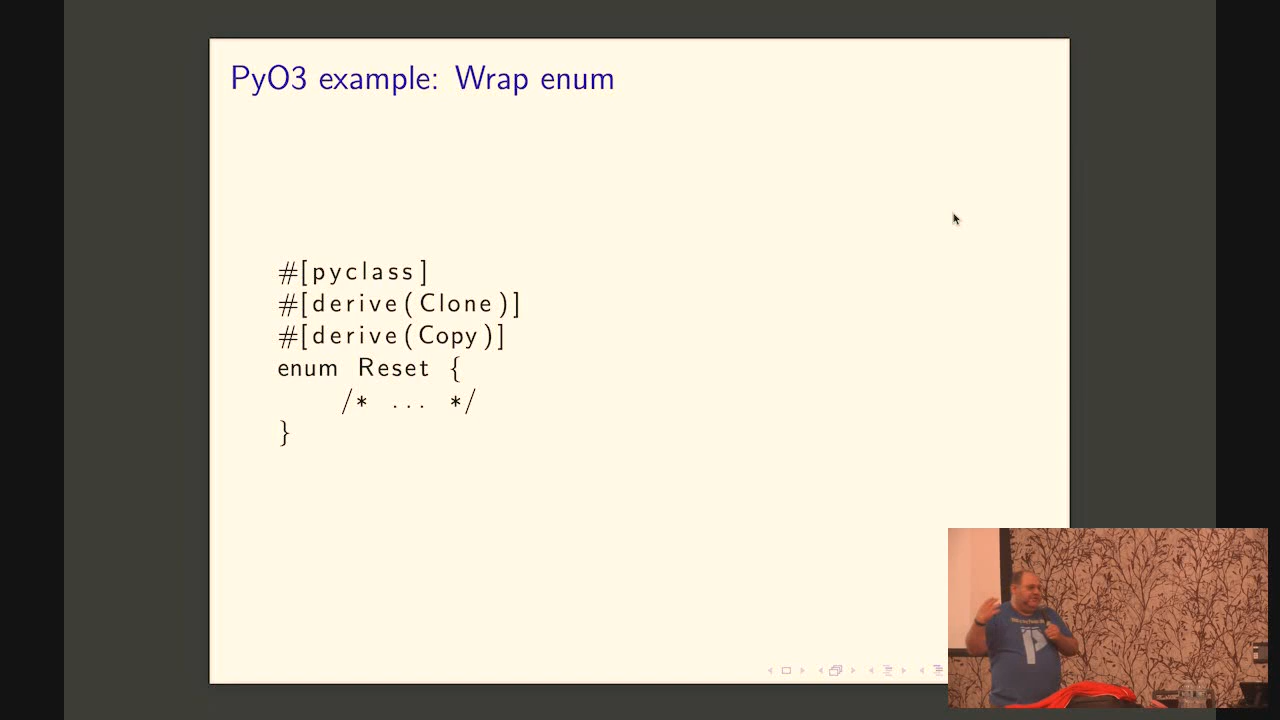 PyO3 example: Wrap enum
#[pyclass]
#[derive(Clone)]
#[derive(Copy)]
enum Reset {
/* ... */
}